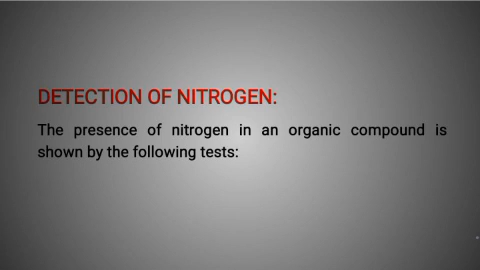 DETECTION OF NITROGEN:
The presence of nitrogen in an organic compound is
shown by the following tests: